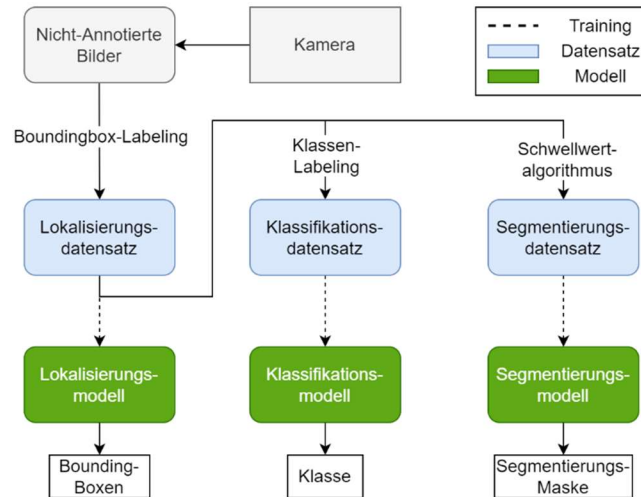 Nicht-Annotierte
Bilder
Kamera
Training
Datensatz
Modell
Boundingbox-Labeling
Klassen-
Labeling
Schwellwert-
algorithmus
Lokalisierungs-
datensatz
Klassifikations-
datensatz
Segmentierungs-
datensatz
Lokalisierungs-
modell
Klassifikations-
modell
Segmentierungs-
modell
Bounding-
Boxen
Klasse
Segmentierungs-
Maske